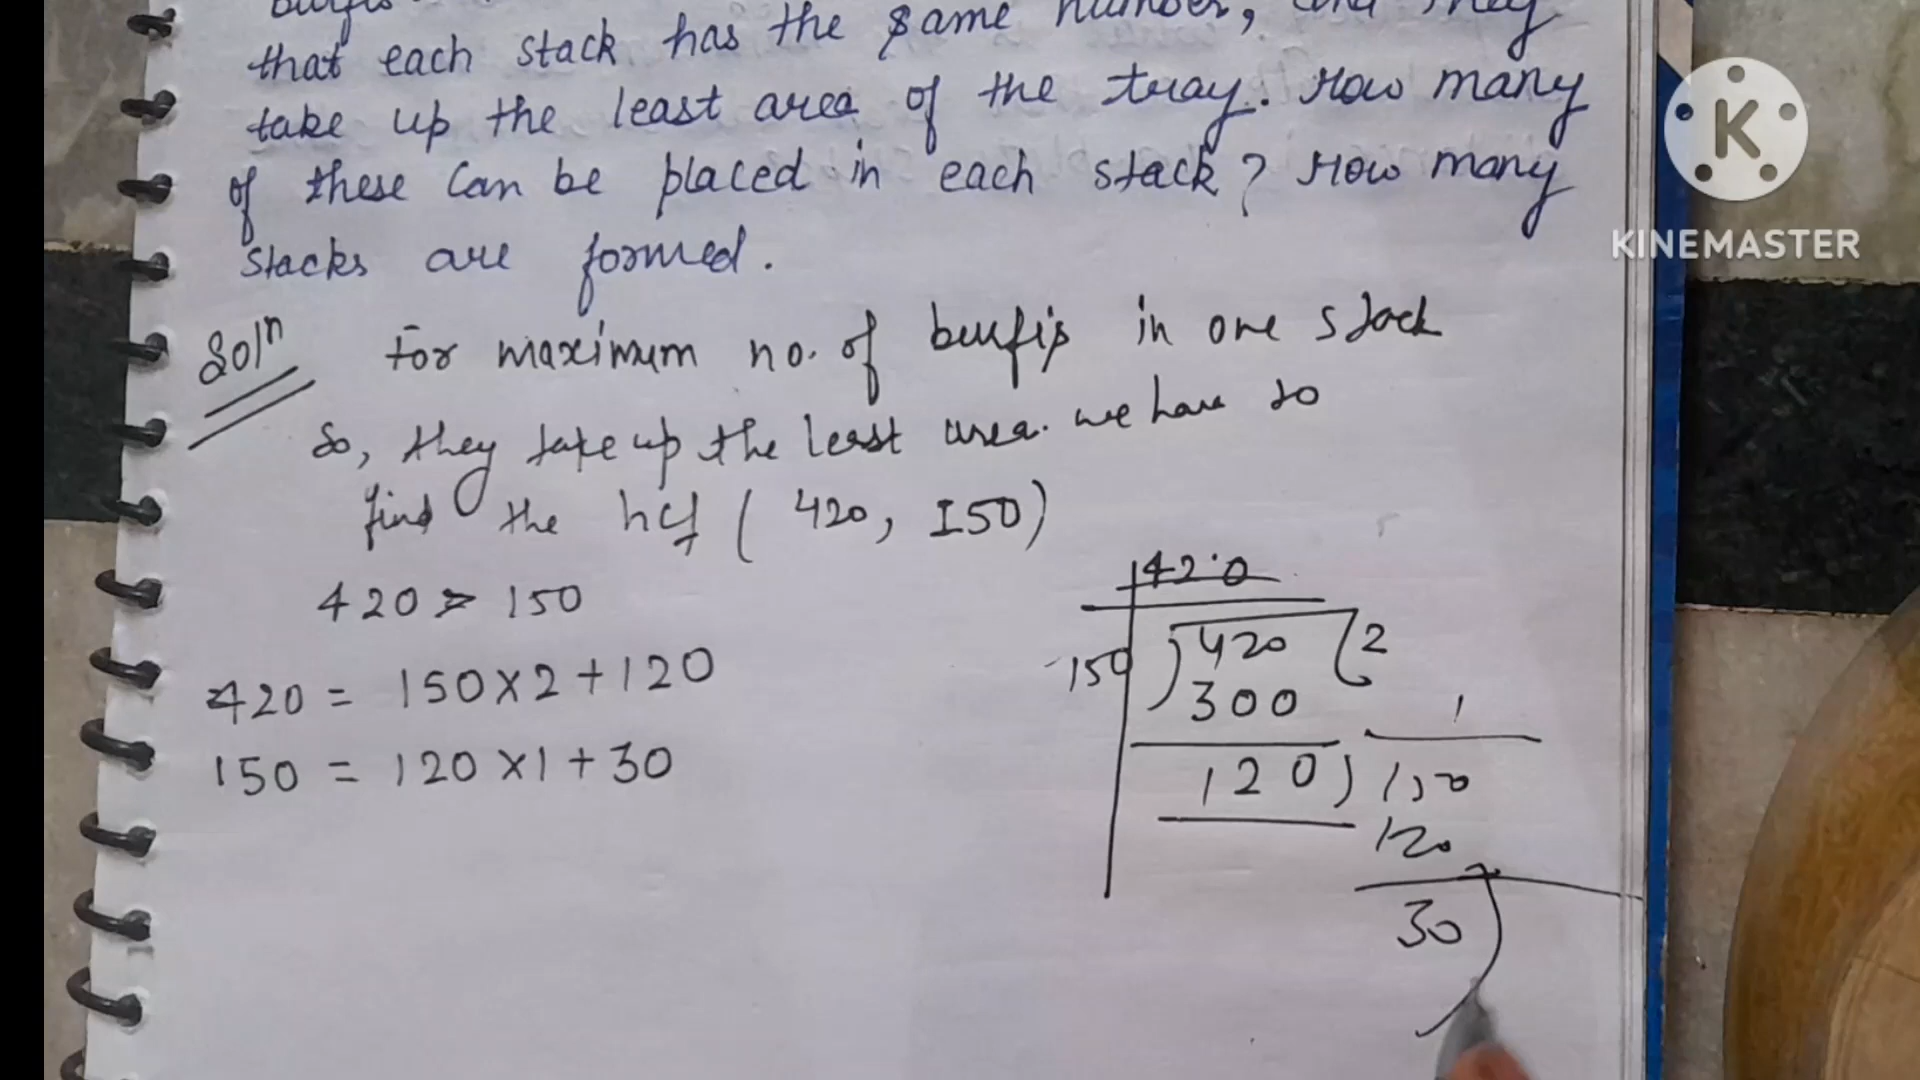 that each stack has the same number, and they
take up the least area of the tray. How many
of these can be placed in each stack? How many
stacks are formed.
Soln For maximum no. of burfis in one stack
So, they take up the least area. we have to
find the hcf ( 420, 150)
420 > 150
420 = 150 x 2 + 120
150 = 120 x 1 + 30
420
150 ) 420 ( 2
300
1
120 ) 150
120
30 )
K
KINEMASTER